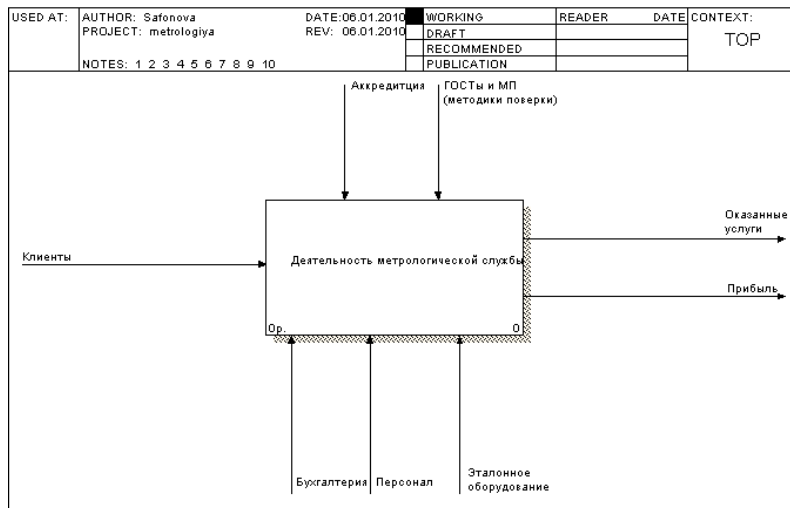 USED AT:
AUTHOR: Safonova
DATE:06.01.2010
WORKING
READER
DATE
CONTEXT:
PROJECT: metrologiya
REV: 06.01.2010
DRAFT
TOP
RECOMMENDED
NOTES: 1 2 3 4 5 6 7 8 9 10
PUBLICATION
Аккредитция
ГОСТы и МП
(методики поверки)
Оказанные
услуги
Клиенты
Деятельность метрологической службы
Прибыль
0р.
0
Бухгалтерия
Персонал
Эталонное
оборудование